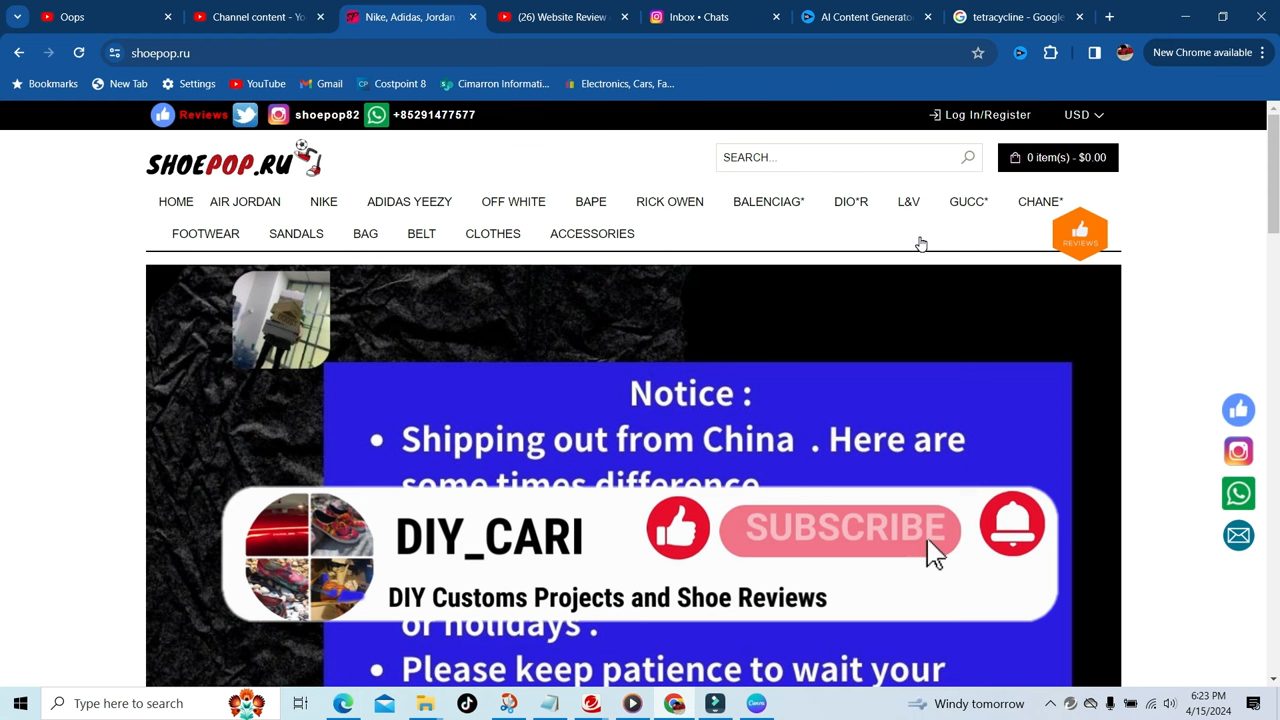 Oops
Channel content - Yo
Nike, Adidas, Jordan
(26) Website Review
Inbox • Chats
AI Content Generato
tetracycline - Google
shoepop.ru
New Chrome available
Bookmarks
New Tab
Settings
YouTube
Gmail
Costpoint 8
Cimarron Informati...
Electronics, Cars, Fa...
Reviews
shoepop82
+85291477577
Log In/Register
USD
SHOEPOP.RU
SEARCH...
0 item(s) - $0.00
HOME AIR JORDAN NIKE ADIDAS YEEZY OFF WHITE BAPE RICK OWEN BALENCIAG* DIO*R L&V GUCC* CHANE*
FOOTWEAR SANDALS BAG BELT CLOTHES ACCESSORIES
REVIEWS
Notice :
• Shipping out from China . Here are
some times difference
DIY_CARI
SUBSCRIBE
DIY Customs Projects and Shoe Reviews
or holidays .
• Please keep patience to wait your
Type here to search
Windy tomorrow
6:23 PM
4/15/2024